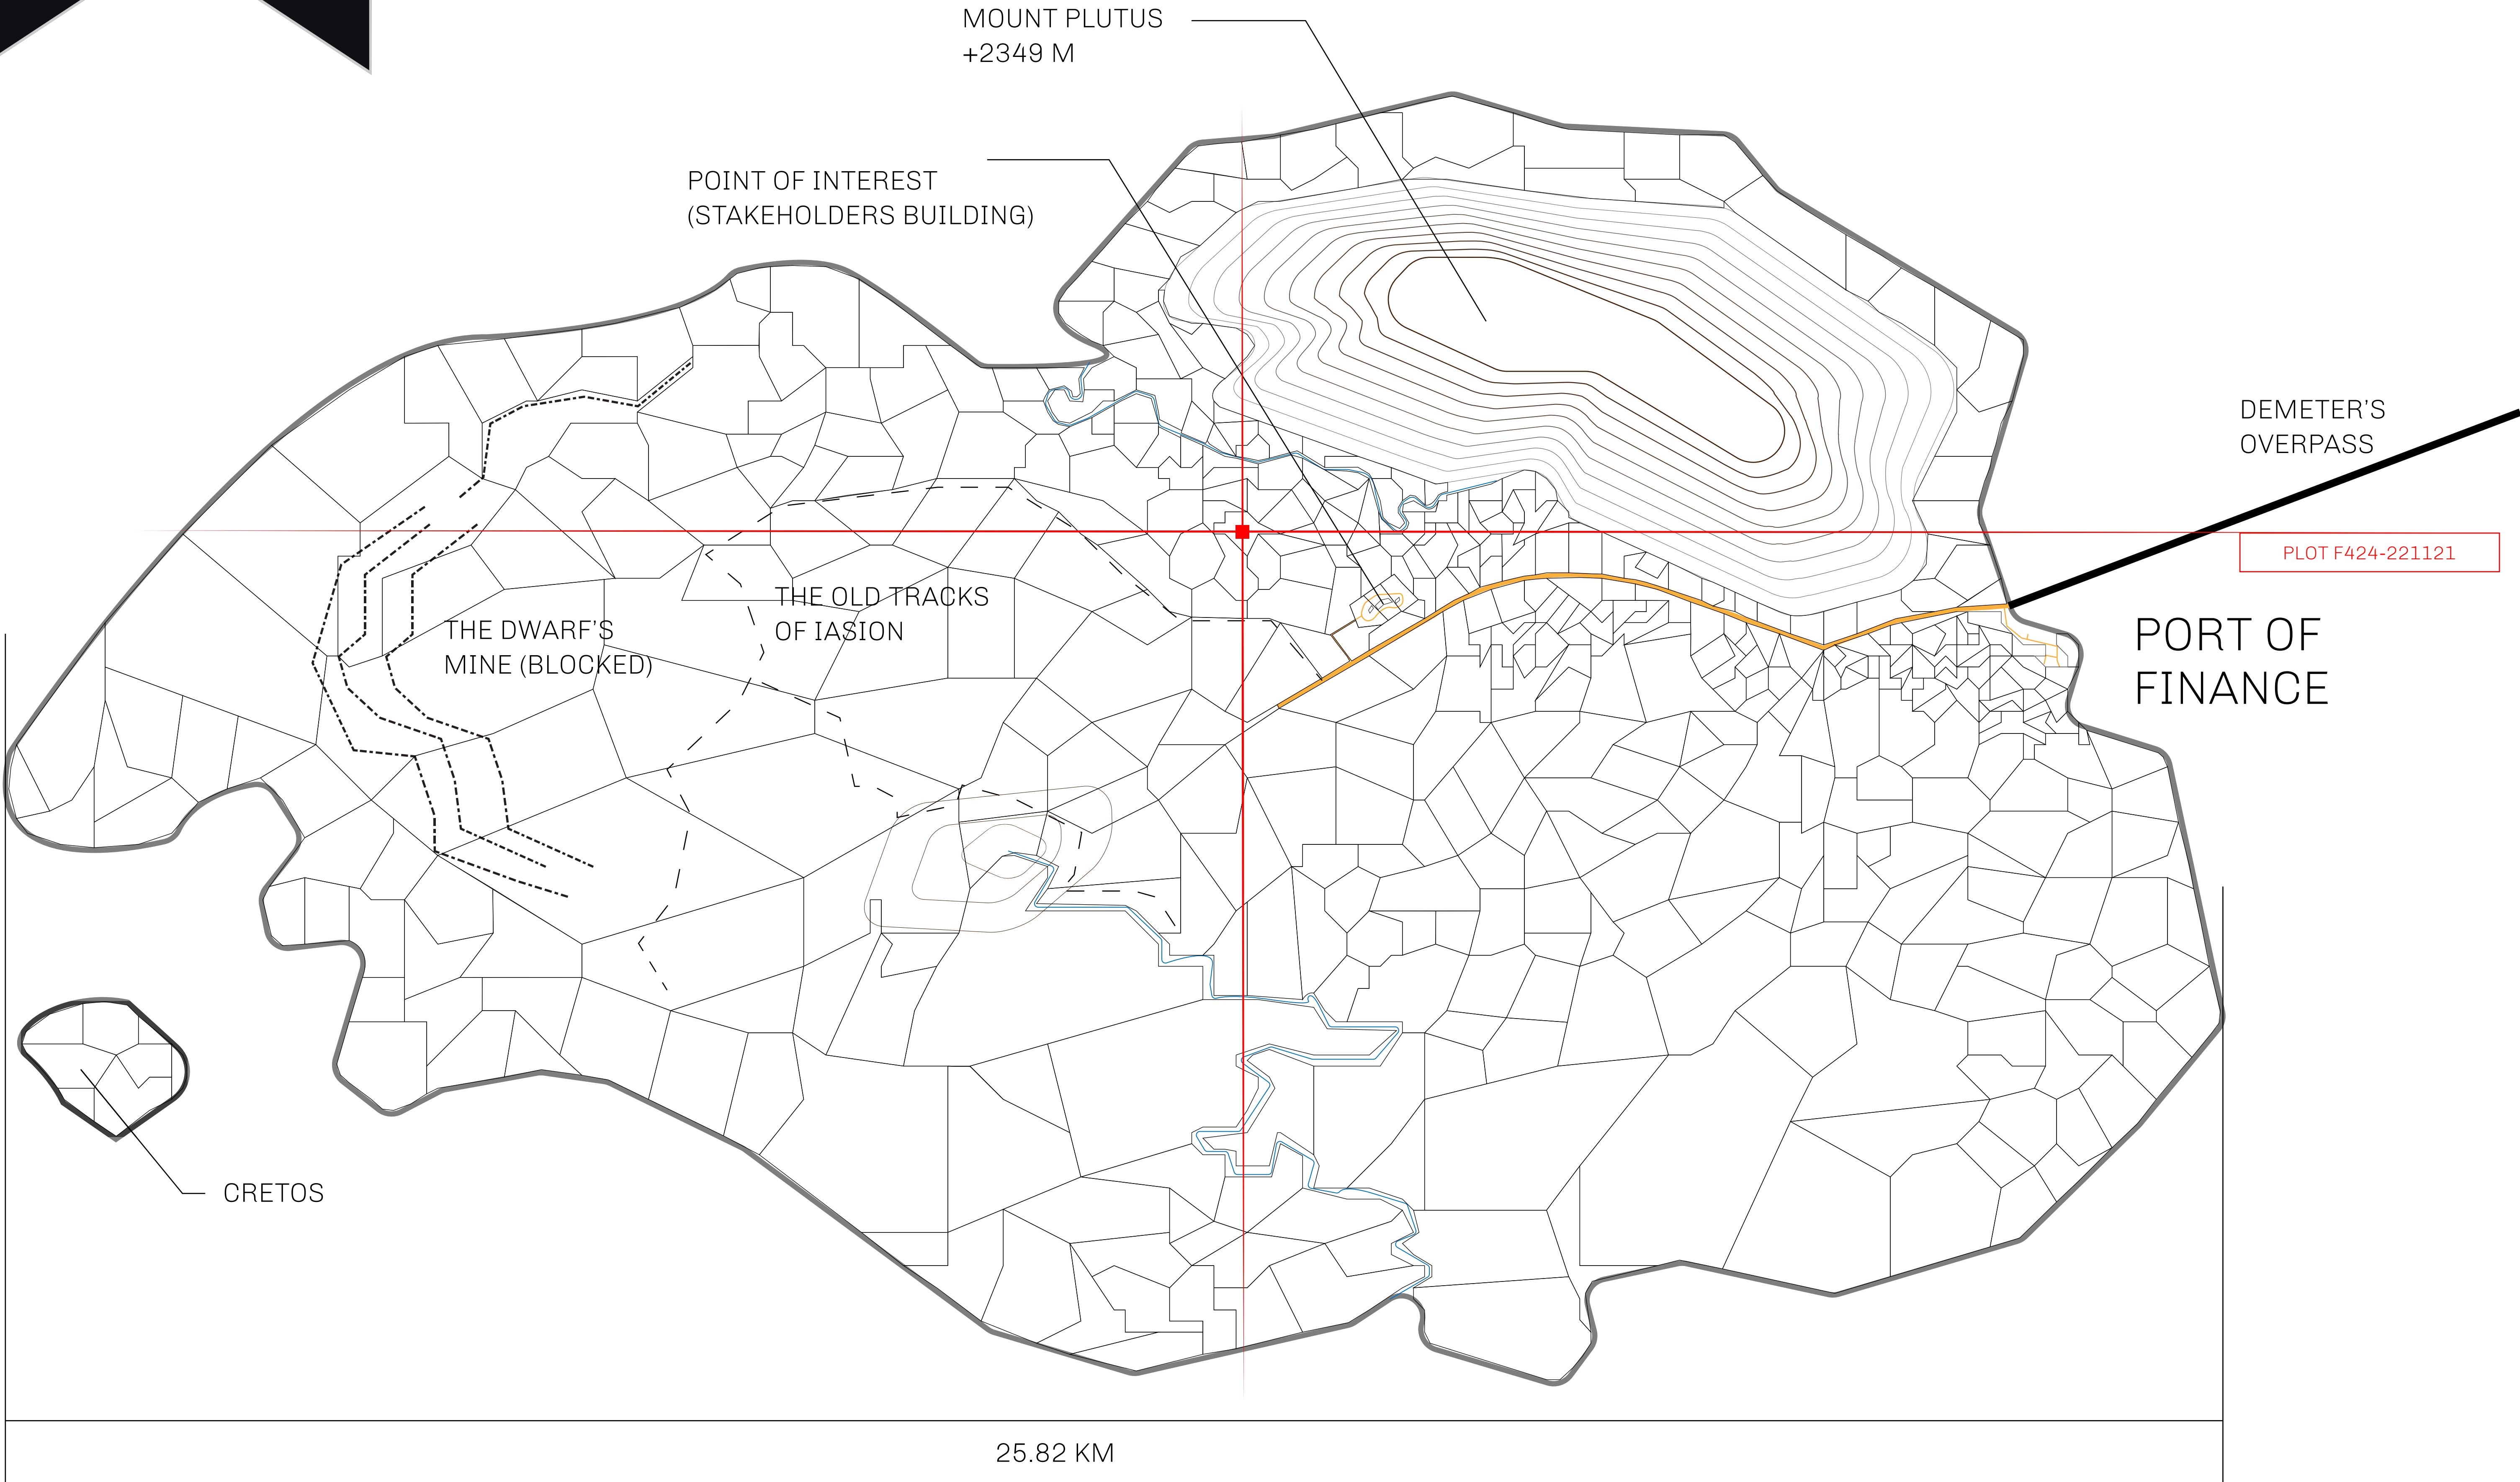 MOUNT PLUTUS
+2349 M
POINT OF INTEREST
(STAKEHOLDERS BUILDING)
DEMETER'S
OVERPASS
PLOT F424-221121
THE OLD TRACKS
OF IASION
THE DWARF'S
MINE (BLOCKED)
PORT OF
FINANCE
CRETOS
25.82 KM